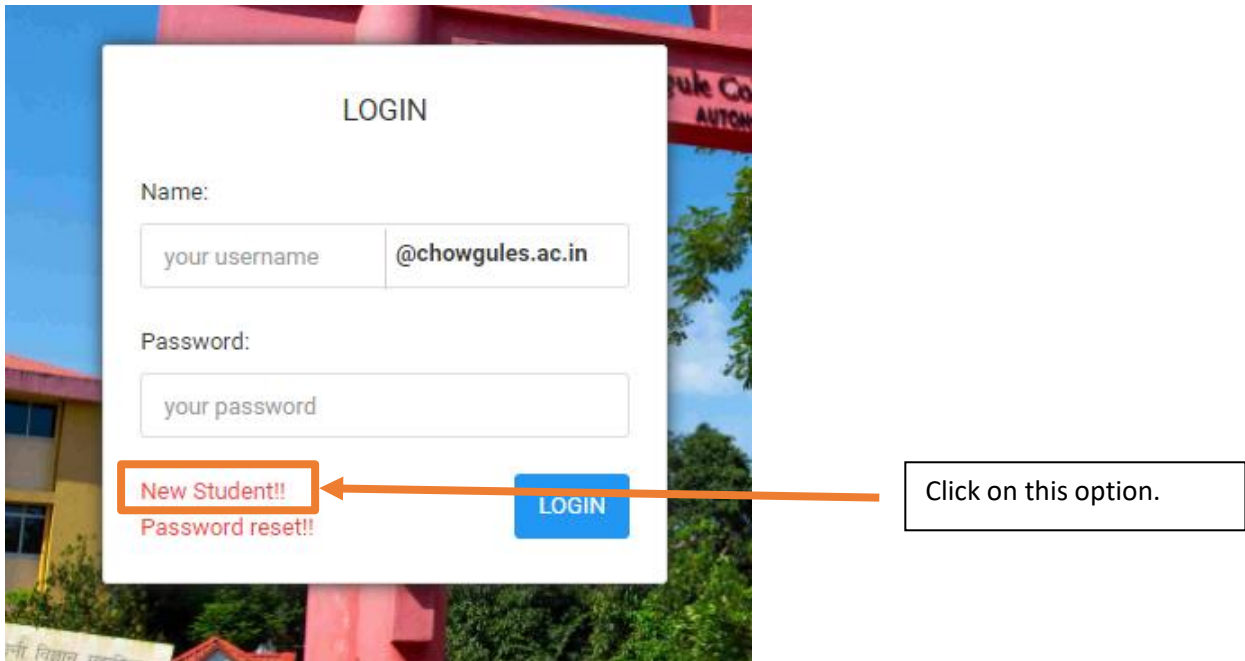 LOGIN
AUTON
Name:
your username @chowgules.ac.in
Password:
your password
New Student!!
LOGIN
Password reset!!
Click on this option.